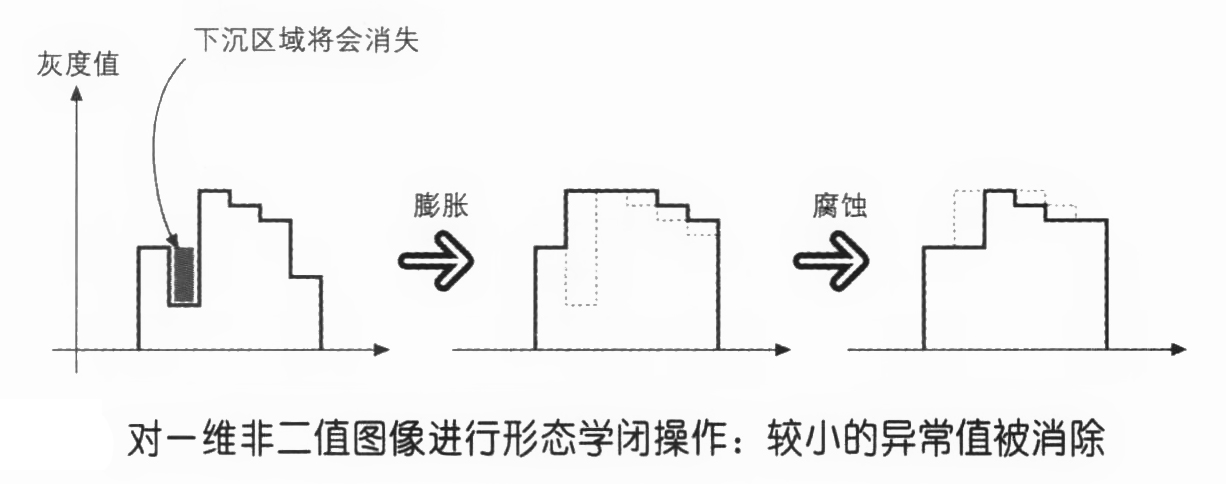 下沉区域将会消失
灰度值
膨胀
腐蚀
对一维非二值图像进行形态学闭操作：较小的异常值被消除